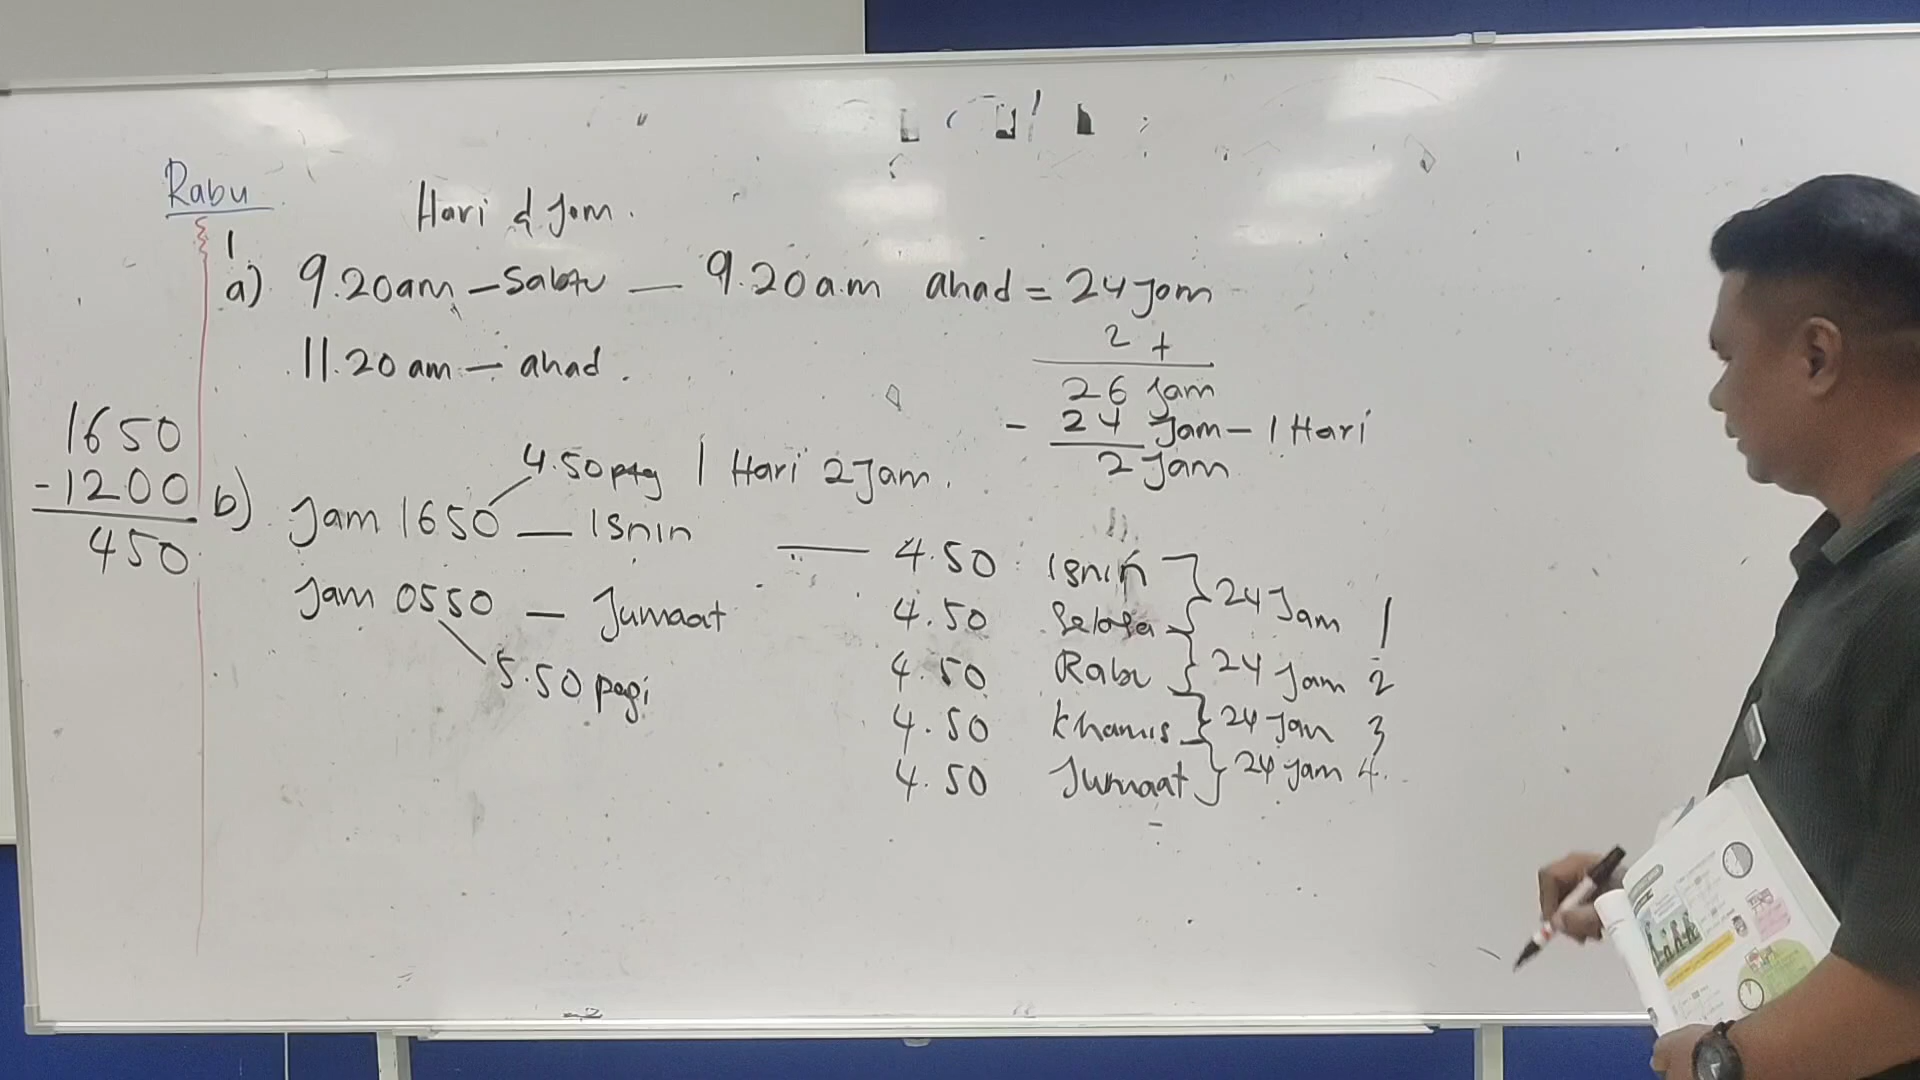 Rabu
Hari & Jam.
1
a) 9.20am – Sabtu — 9.20a.m ahad = 24 Jam
2 +
11.20 am – ahad.
26 Jam
- 24 Jam – 1 Hari
2 Jam
1 Hari 2 Jam.
1650
-1200
450
4.50 ptg
b) Jam 1650 — Isnin
Jam 0550 — Jumaat
5.50 pagi
— 4.50 Isnin } 24 Jam 1
4.50 Selasa
4.50 Rabu } 24 Jam 2
4.50 Khamis } 24 Jam 3
4.50 Jumaat } 24 Jam 4